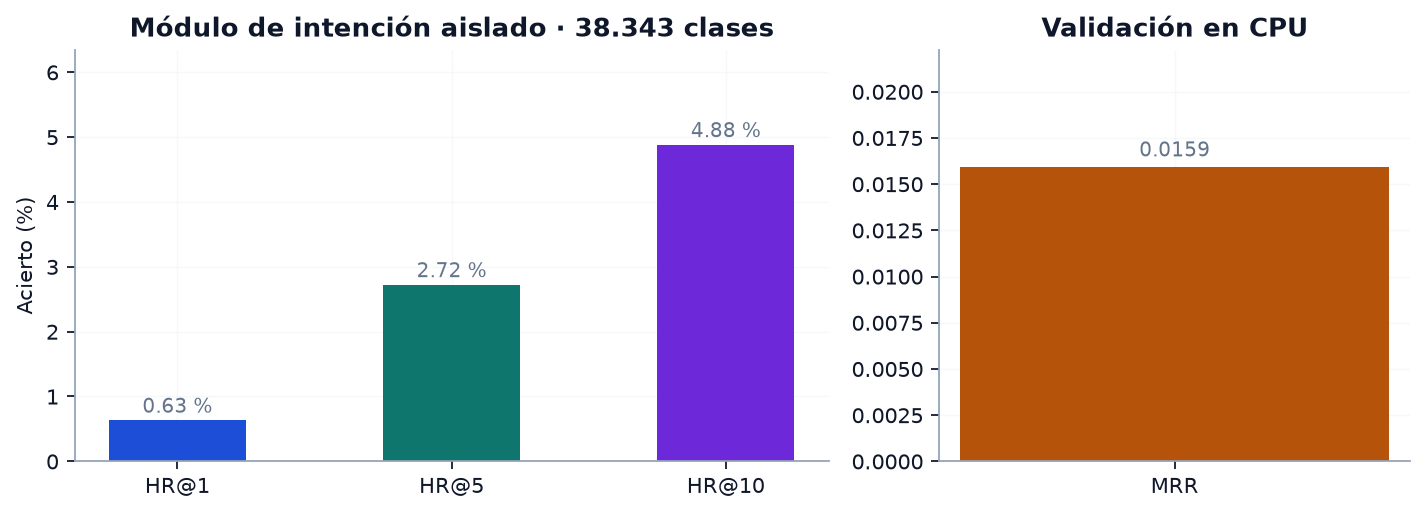 Módulo de intención aislado · 38.343 clases
Acierto (%)
6
5
4
3
2
1
0
0.63 %
2.72 %
4.88 %
HR@1
HR@5
HR@10
Validación en CPU
0.0200
0.0175
0.0150
0.0125
0.0100
0.0075
0.0050
0.0025
0.0000
0.0159
MRR